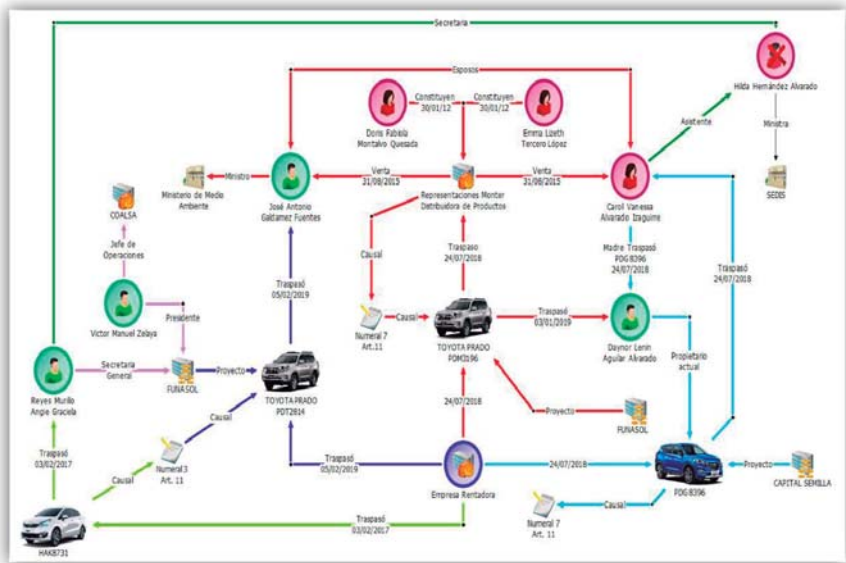 Secretaria
Hilda Hernández Alvarado
Esposos
Constituyen
30/01/12
Constituyen
30/01/12
Doris Fabiola
Montalvo Quesada
Emma Lizeth
Tercero López
Asistente
Ministra
SEDIS
Ministerio de Medio
Ambiente
Ministro
José Antonio
Galdamez Fuentes
Venta
31/08/2015
Representaciones Monter
Distribuidora de Productos
Venta
31/08/2015
Carol Vanessa
Alvarado Izaguirre
COALSA
Jefe de
Operaciones
Victor Manuel Zelaya
Presidente
Traspasó
05/02/2019
Causal
Traspaso
24/07/2018
Madre Traspasó
PDG8396
24/07/2018
Traspasó
24/07/2018
Numeral 7
Art.11
Causal
TOYOTA PRADO
PDM3196
Traspasó
03/01/2019
Daynor Lenin
Aguilar Alvarado
Propietario
actual
Reyes Murillo
Angie Graciela
Secretaria
General
FUNASOL
Proyecto
TOYOTA PRADO
PDT2814
Causal
Numeral 3
Art. 11
Causal
Traspasó
03/02/2017
24/07/2018
Proyecto
FUNASOL
Traspasó
05/02/2019
Empresa Rentadora
24/07/2018
PDG8396
Proyecto
CAPITAL SEMILLA
Causal
Numeral 7
Art. 11
Traspasó
03/02/2017
HAK8731